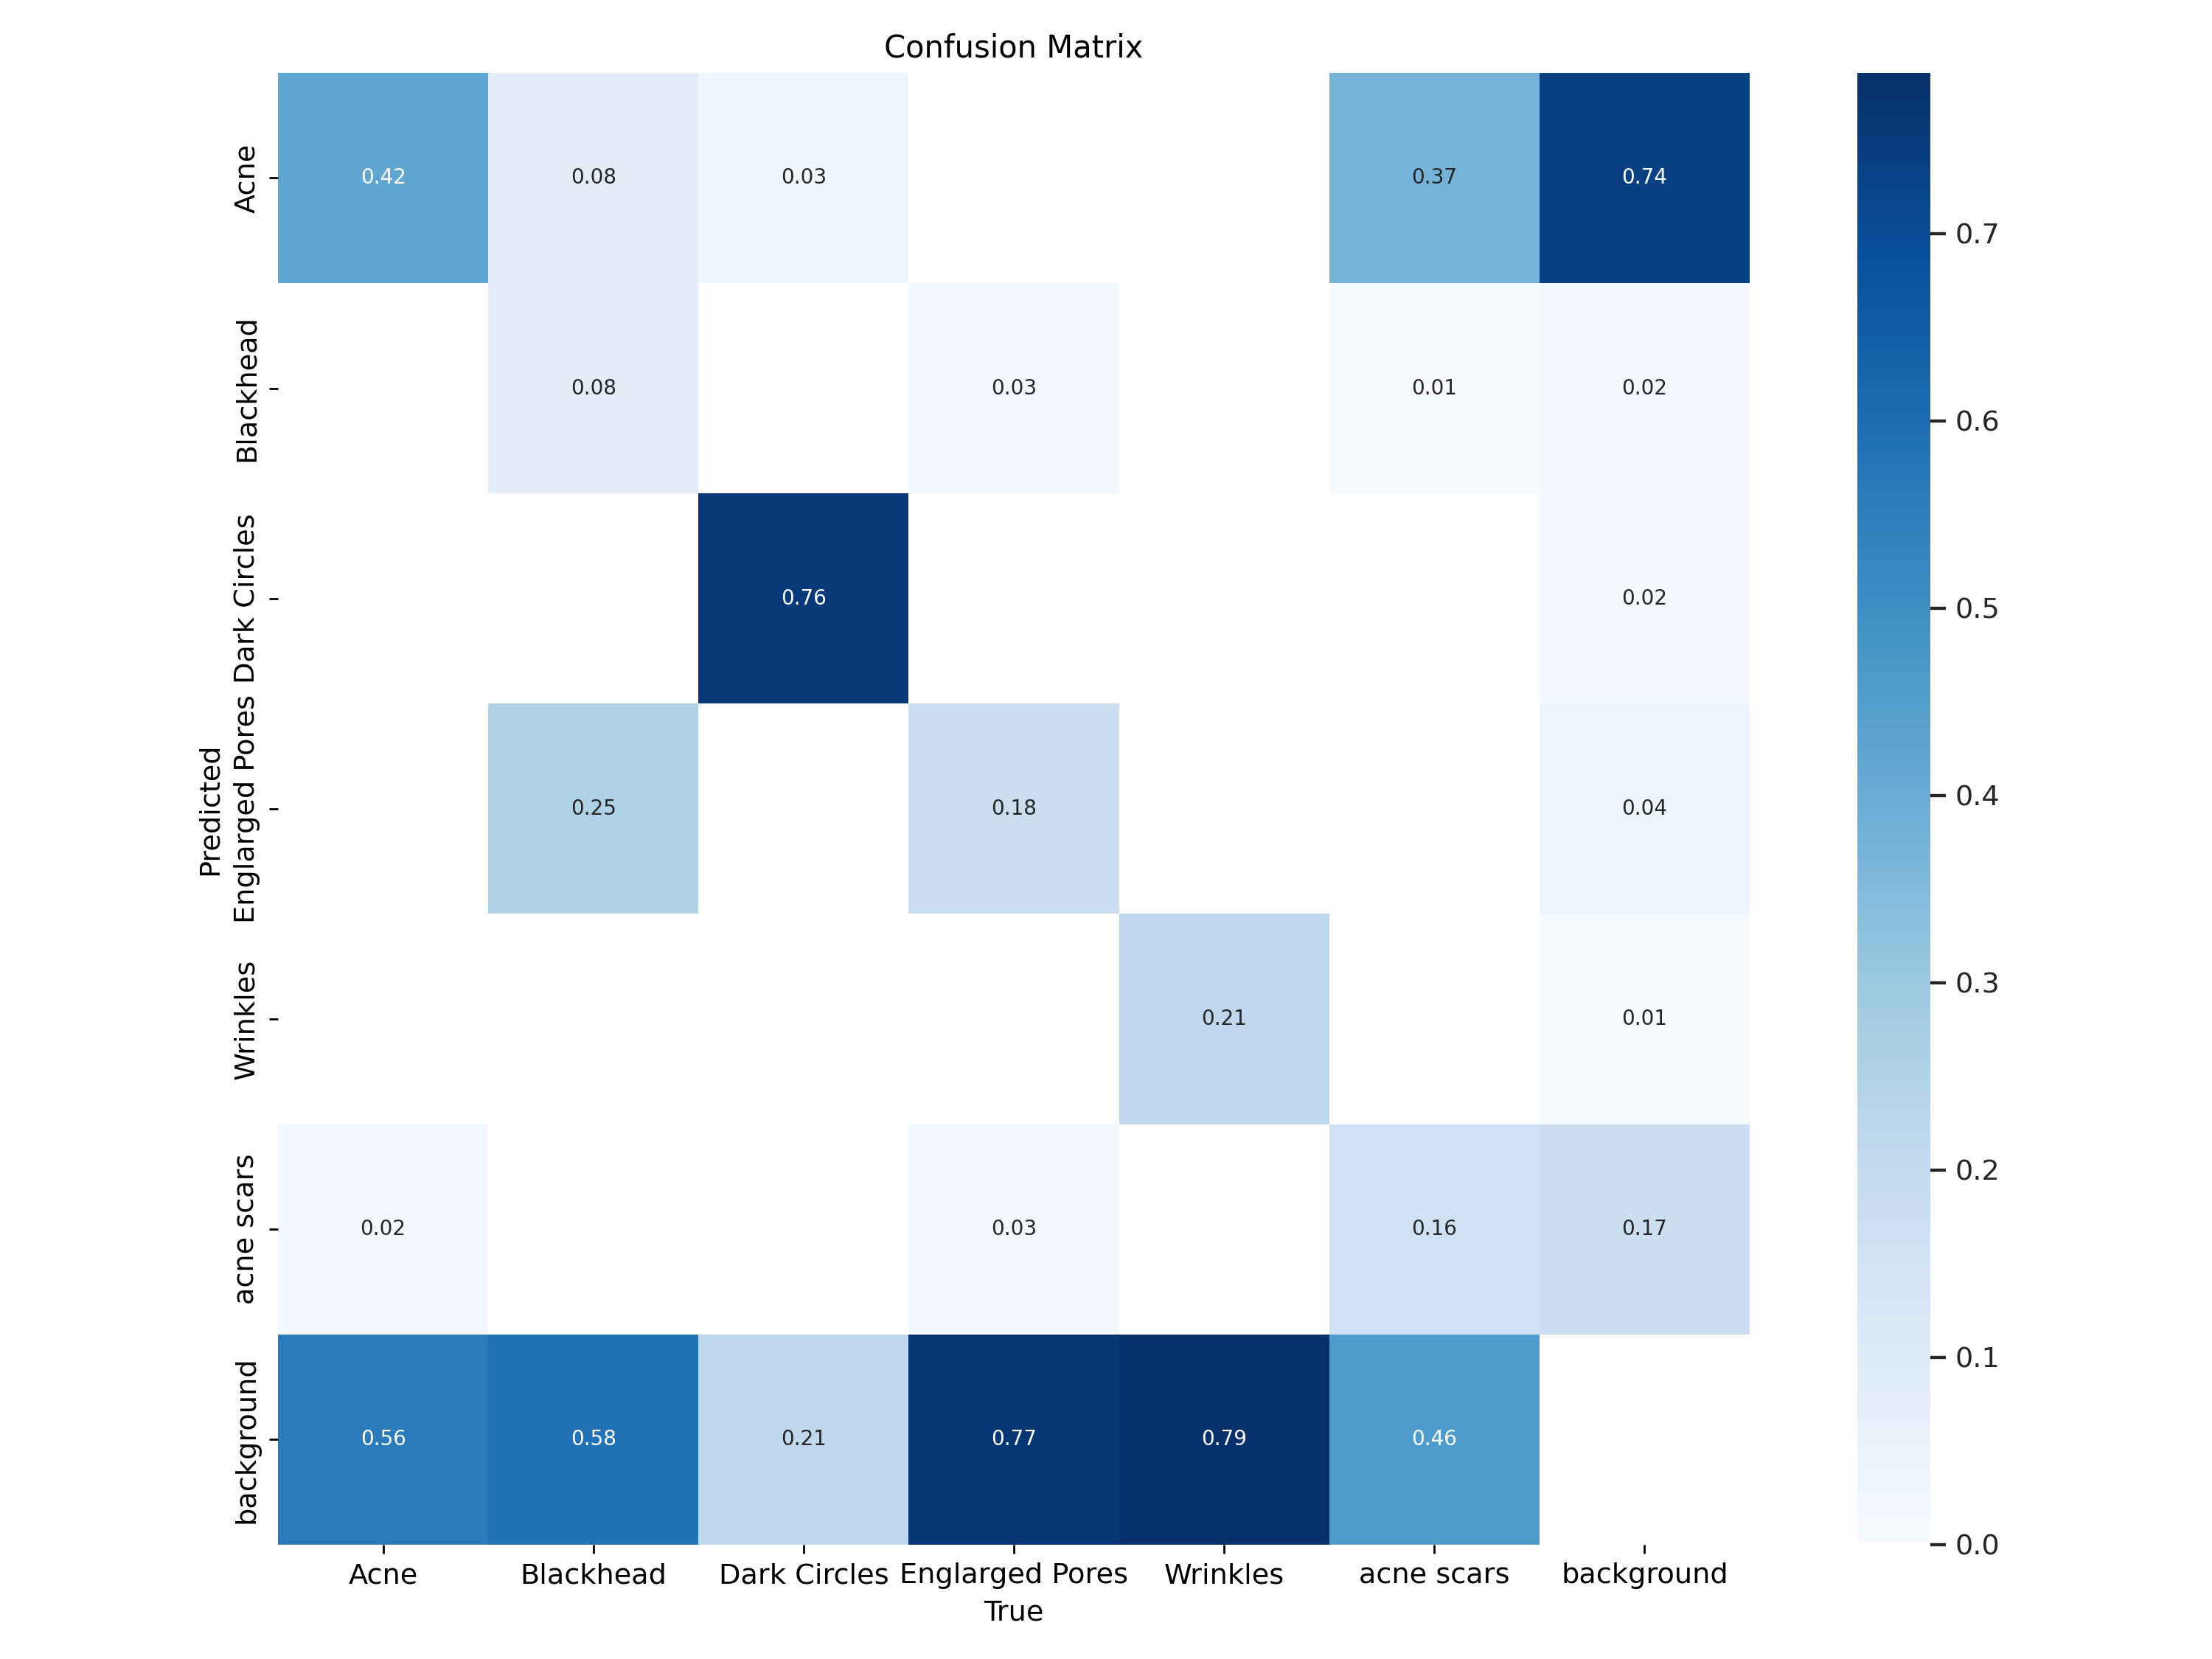 Confusion Matrix
Acne
0.42 0.08 0.03 0.37 0.74
Blackhead
0.08 0.03 0.01 0.02
Dark Circles
0.76 0.02
Englarged Pores
0.25 0.18 0.04
Wrinkles
0.21 0.01
acne scars
0.02 0.03 0.16 0.17
background
0.56 0.58 0.21 0.77 0.79 0.46
Predicted
Acne Blackhead Dark Circles Englarged Pores Wrinkles acne scars background
True
0.7
0.6
0.5
0.4
0.3
0.2
0.1
0.0